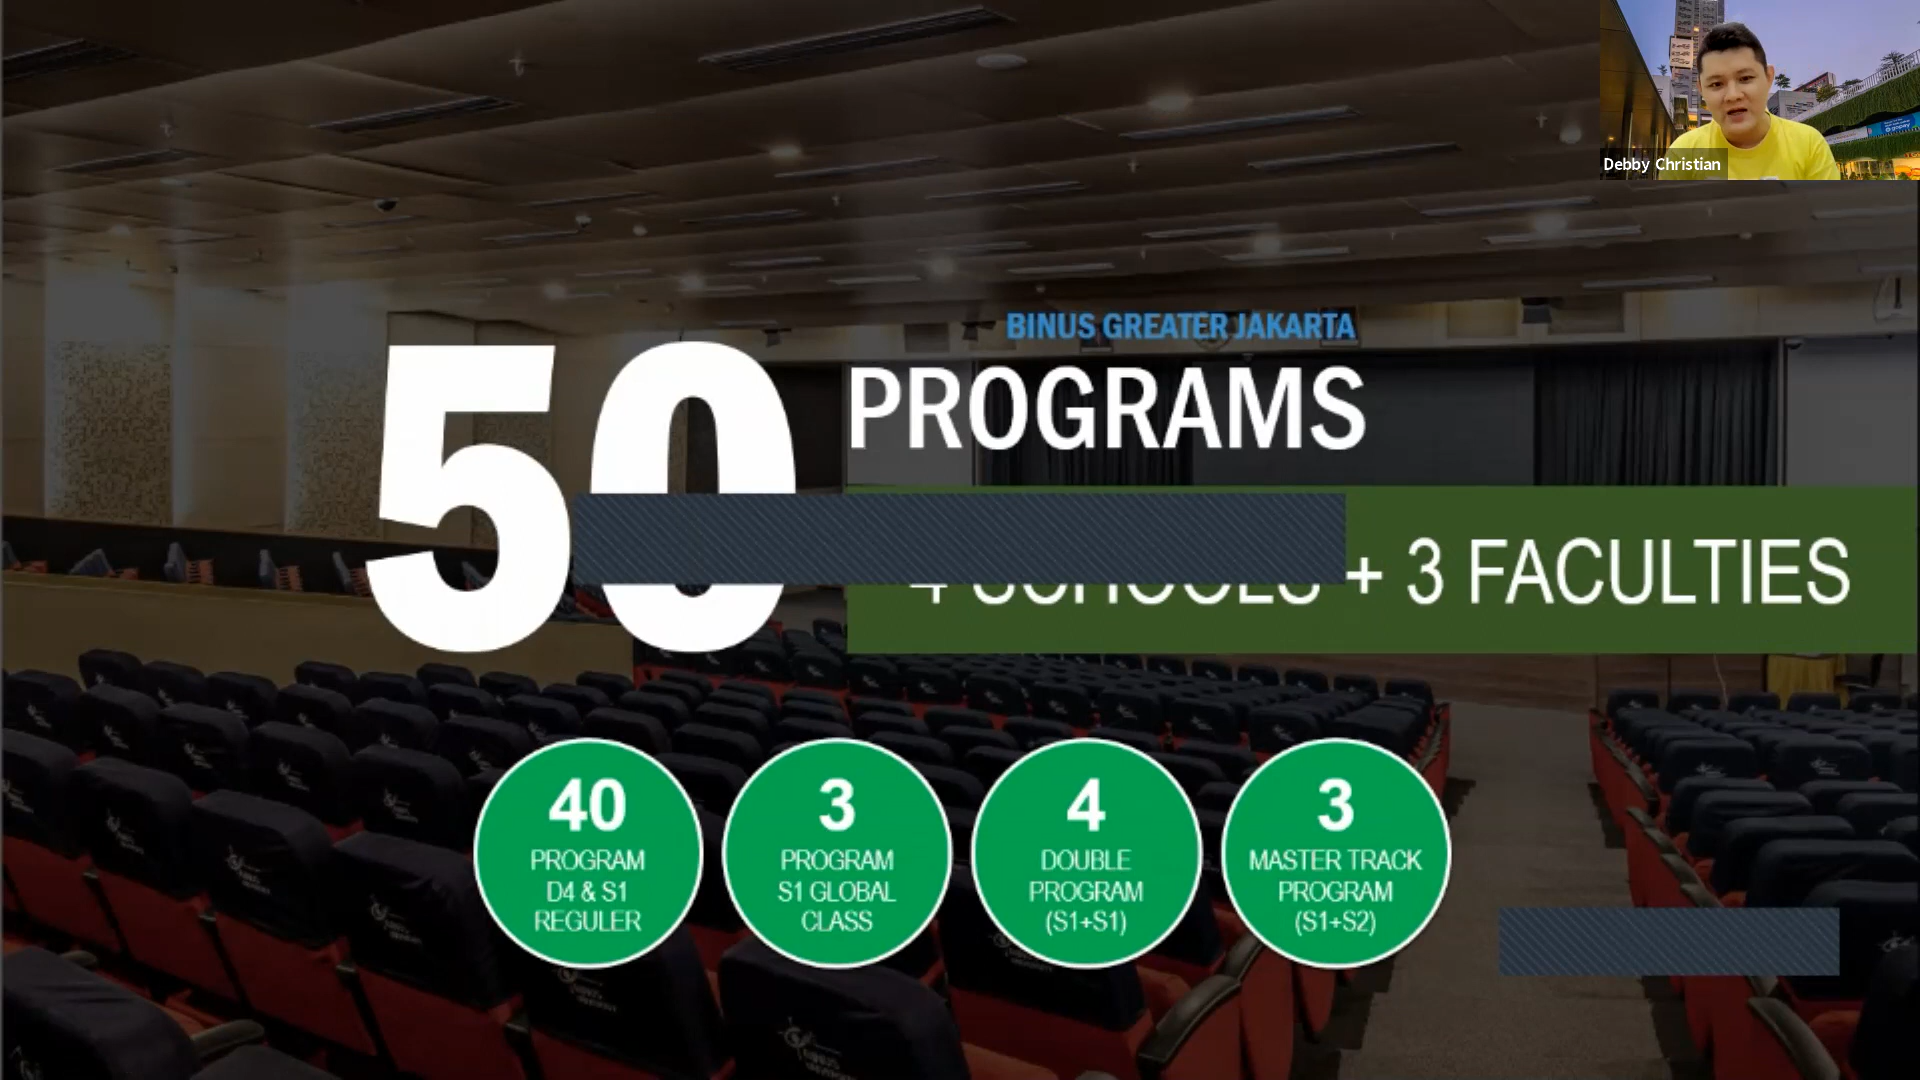 Debby Christian
BINUS GREATER JAKARTA
50 PROGRAMS
+ 3 FACULTIES
40
PROGRAM
D4 & S1
REGULER
3
PROGRAM
S1 GLOBAL
CLASS
4
DOUBLE
PROGRAM
(S1+S1)
3
MASTER TRACK
PROGRAM
(S1+S2)